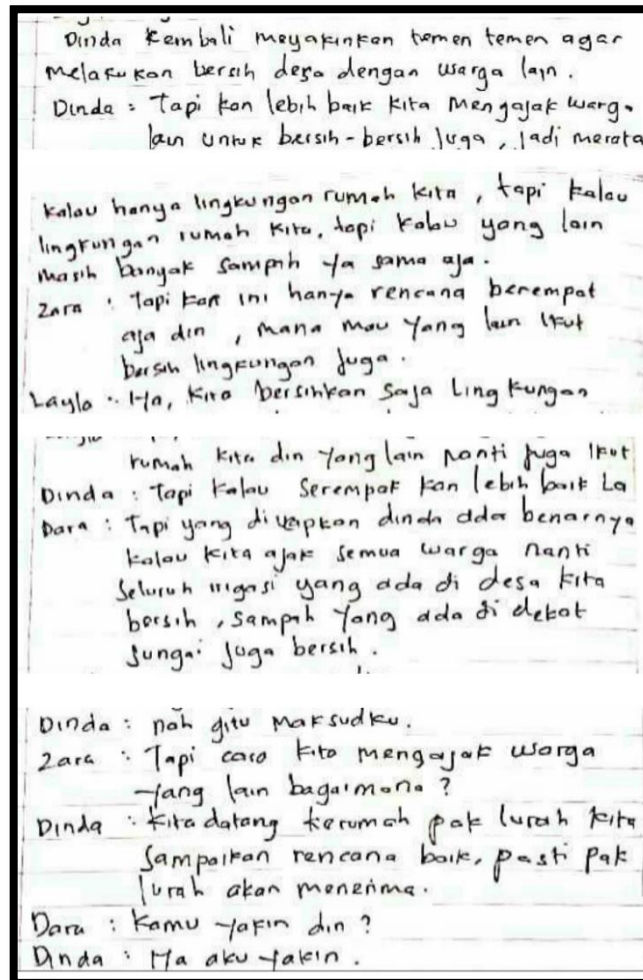 Dinda kembali meyakinkan temen temen agar
melakukan bersih desa dengan warga lain.
Dinda : Tapi kan lebih baik kita mengajak warga
lain untuk bersih-bersih juga, jadi merata
kalau hanya lingkungan rumah kita, tapi kalau
lingkungan rumah kita, tapi kalau yang lain
masih banyak sampah ya sama aja.
Zara : Tapi kan ini hanya rencana berempat
aja din, mana mau yang lain ikut
bersih lingkungan juga.
Layla : Iya, kita bersihkan saja lingkungan
rumah kita din yang lain nanti juga ikut
Dinda : Tapi kalau serempak kan lebih baik La
Dara : Tapi yang diucapkan dinda ada benarnya
kalau kita ajak semua warga nanti
seluruh irigasi yang ada di desa kita
bersih, sampah yang ada di dekat
sungai juga bersih.
Dinda : nah gitu maksudku.
Zara : Tapi cara kita mengajak warga
yang lain bagaimana ?
Dinda : kita datang kerumah pak lurah kita
sampaikan rencana baik, pasti pak
lurah akan menerima.
Dara : Kamu yakin din ?
Dinda : Iya aku yakin.